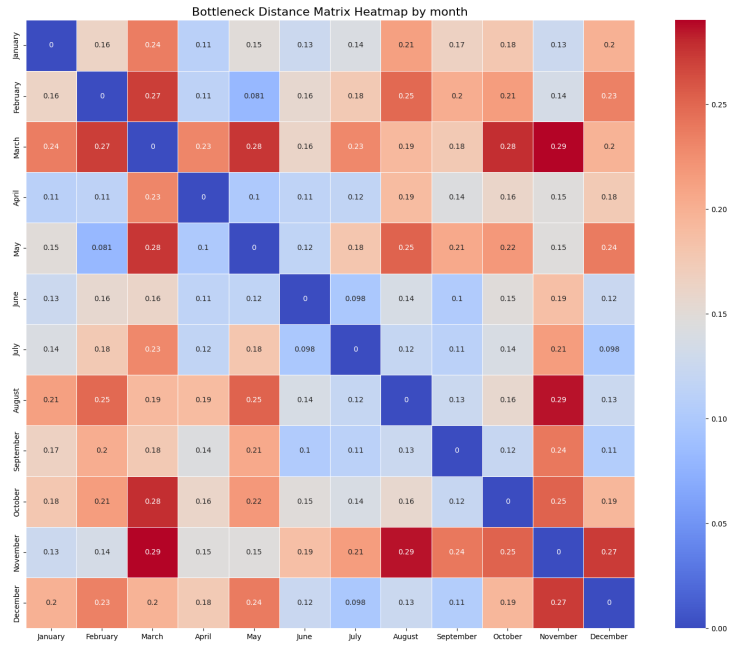 Bottleneck Distance Matrix Heatmap by month
January 0 0.16 0.24 0.11 0.15 0.13 0.14 0.21 0.17 0.18 0.13 0.2
February 0.16 0 0.27 0.11 0.081 0.16 0.18 0.25 0.2 0.21 0.14 0.23
March 0.24 0.27 0 0.23 0.28 0.16 0.23 0.19 0.18 0.28 0.29 0.2
April 0.11 0.11 0.23 0 0.1 0.11 0.12 0.19 0.14 0.16 0.15 0.18
May 0.15 0.081 0.28 0.1 0 0.12 0.18 0.25 0.21 0.22 0.15 0.24
June 0.13 0.16 0.16 0.11 0.12 0 0.098 0.14 0.1 0.15 0.19 0.12
July 0.14 0.18 0.23 0.12 0.18 0.098 0 0.12 0.11 0.14 0.21 0.098
August 0.21 0.25 0.19 0.19 0.25 0.14 0.12 0 0.13 0.16 0.29 0.13
September 0.17 0.2 0.18 0.14 0.21 0.1 0.11 0.13 0 0.12 0.24 0.11
October 0.18 0.21 0.28 0.16 0.22 0.15 0.14 0.16 0.12 0 0.25 0.19
November 0.13 0.14 0.29 0.15 0.15 0.19 0.21 0.29 0.24 0.25 0 0.27
December 0.2 0.23 0.2 0.18 0.24 0.12 0.098 0.13 0.11 0.19 0.27 0
January February March April May June July August September October November December
0.25
0.20
0.15
0.10
0.05
0.00